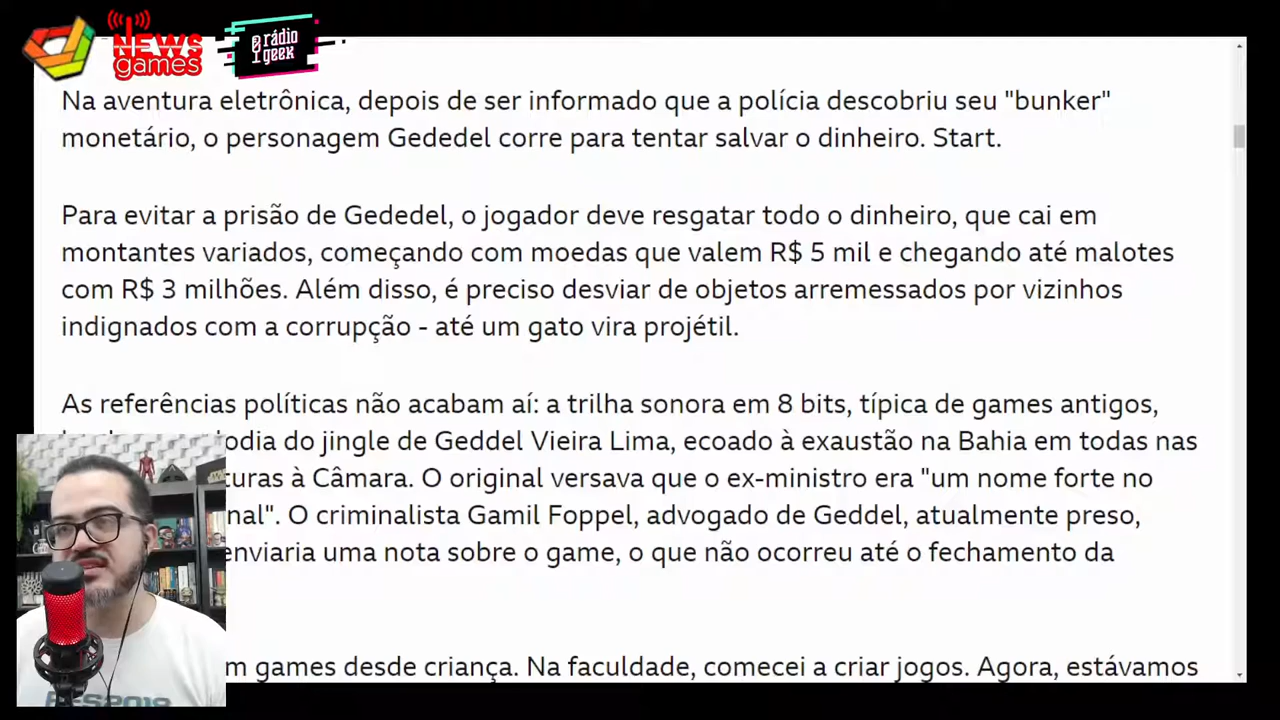 NEWS
games
rádio
geek
Na aventura eletrônica, depois de ser informado que a polícia descobriu seu "bunker"
monetário, o personagem Gededel corre para tentar salvar o dinheiro. Start.
Para evitar a prisão de Gededel, o jogador deve resgatar todo o dinheiro, que cai em
montantes variados, começando com moedas que valem R$ 5 mil e chegando até malotes
com R$ 3 milhões. Além disso, é preciso desviar de objetos arremessados por vizinhos
indignados com a corrupção - até um gato vira projétil.
As referências políticas não acabam aí: a trilha sonora em 8 bits, típica de games antigos,
do jingle de Geddel Vieira Lima, ecoado à exaustão na Bahia em todas nas
turas à Câmara. O original versava que o ex-ministro era "um nome forte no
nal". O criminalista Gamil Foppel, advogado de Geddel, atualmente preso,
enviaria uma nota sobre o game, o que não ocorreu até o fechamento da
m games desde criança. Na faculdade, comecei a criar jogos. Agora, estávamos